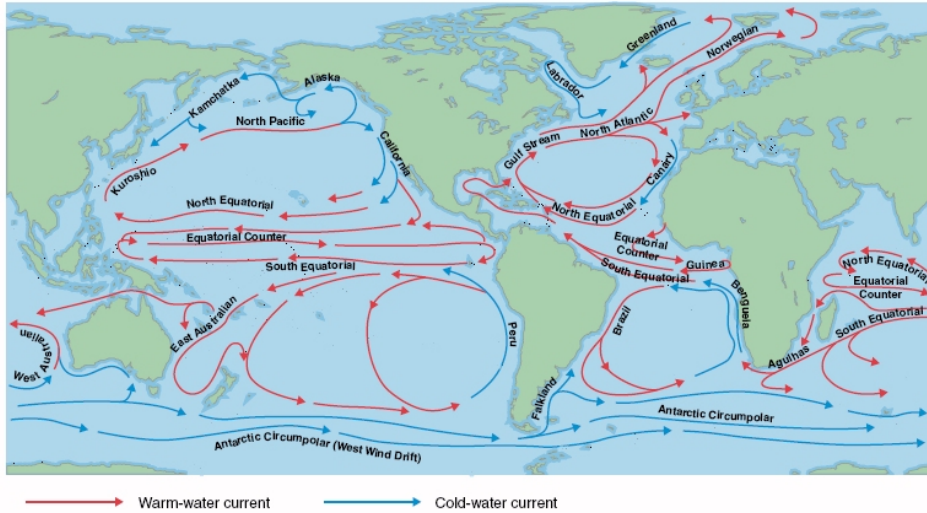 Greenland
Norwegian
Labrador
Alaska
Kamchatka
North Pacific
North Atlantic
Gulf Stream
California
Kuroshio
Canary
North Equatorial
North Equatorial
Equatorial Counter
Equatorial
Counter
Guinea
South Equatorial
South Equatorial
North Equatorial
Equatorial
Counter
South Equatorial
East Australian
West Australian
Peru
Brazil
Benguela
Agulhas
Falkland
Antarctic Circumpolar
Antarctic Circumpolar (West Wind Drift)
Warm-water current
Cold-water current